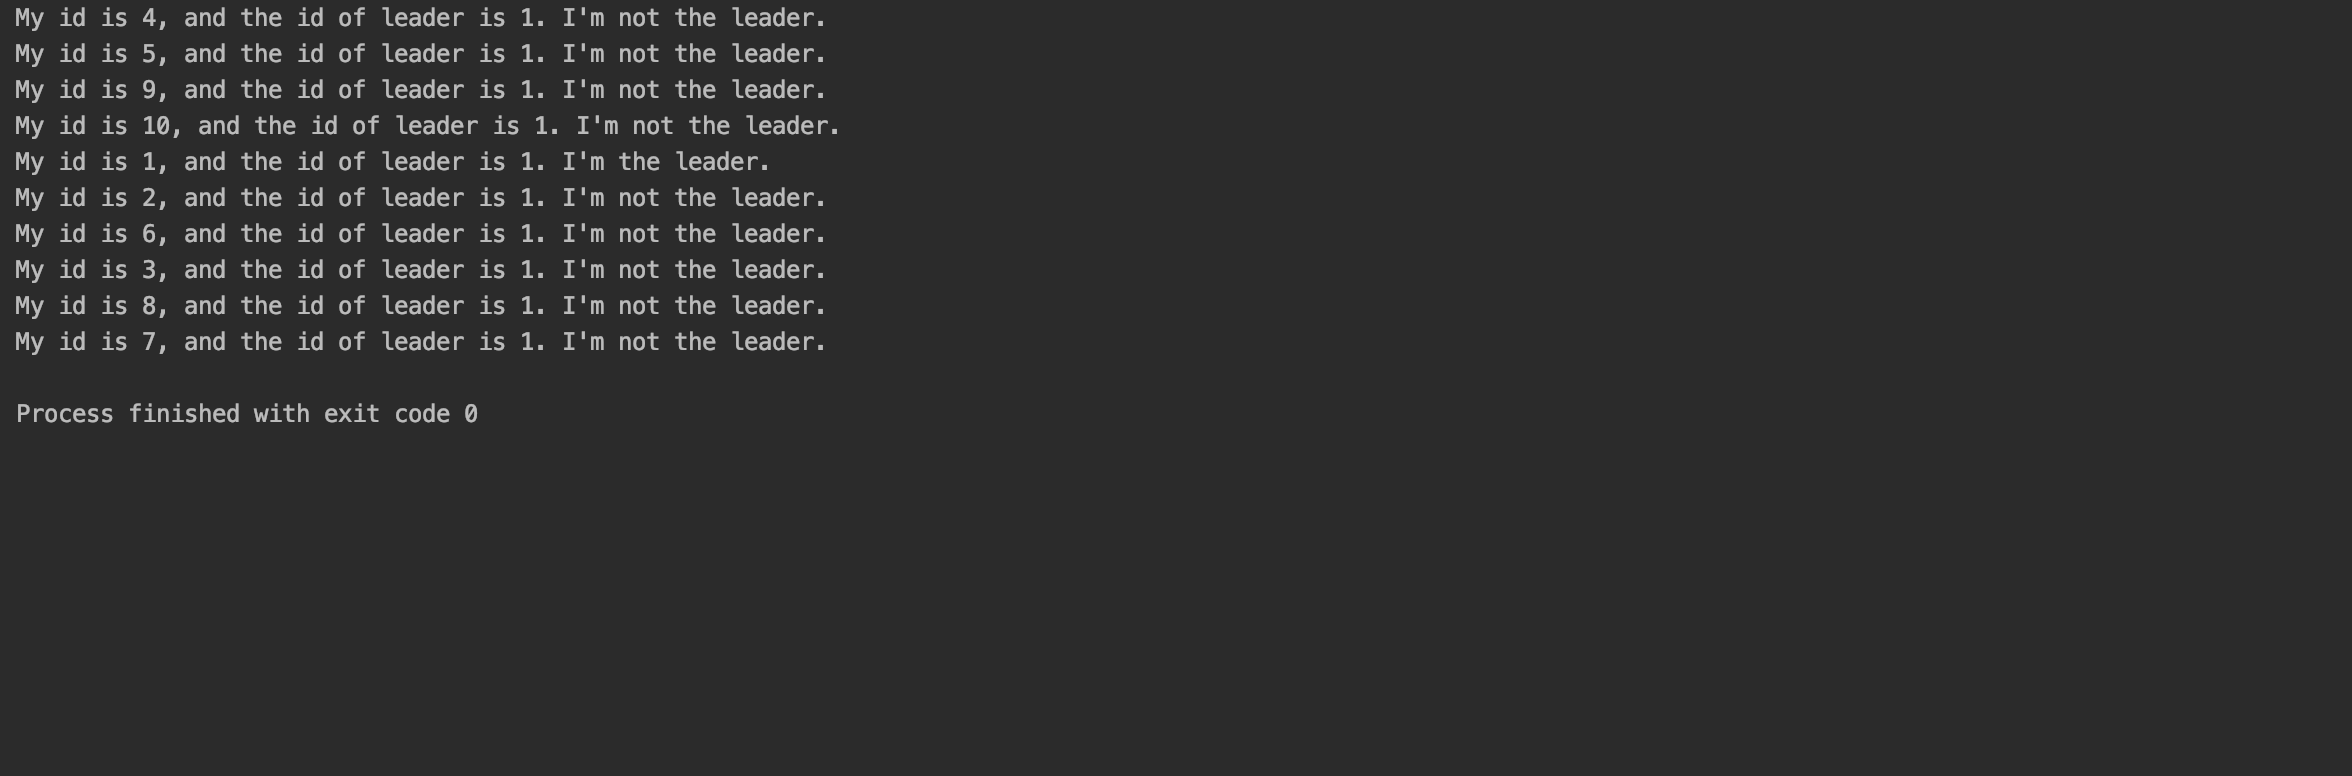 My id is 4, and the id of leader is 1. I'm not the leader.
My id is 5, and the id of leader is 1. I'm not the leader.
My id is 9, and the id of leader is 1. I'm not the leader.
My id is 10, and the id of leader is 1. I'm not the leader.
My id is 1, and the id of leader is 1. I'm the leader.
My id is 2, and the id of leader is 1. I'm not the leader.
My id is 6, and the id of leader is 1. I'm not the leader.
My id is 3, and the id of leader is 1. I'm not the leader.
My id is 8, and the id of leader is 1. I'm not the leader.
My id is 7, and the id of leader is 1. I'm not the leader.
Process finished with exit code 0